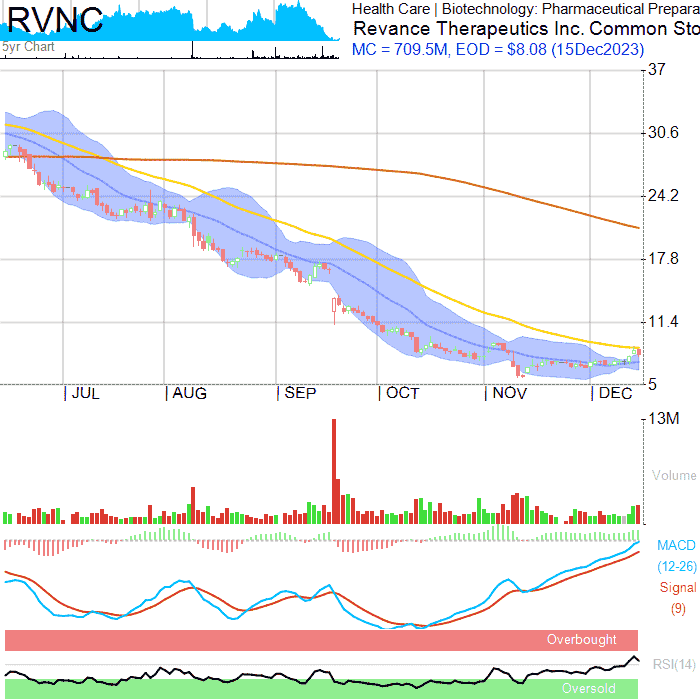 RVNC
5yr Chart
Health Care | Biotechnology: Pharmaceutical Prepara
Revance Therapeutics Inc. Common Sto
MC = 709.5M, EOD = $8.08 (15Dec2023)
37
30.6
24.2
17.8
11.4
5
| JUL | AUG | SEP | OCT | NOV | DEC
13M
Volume
MACD
(12-26)
Signal
(9)
Overbought
RSI(14)
Oversold